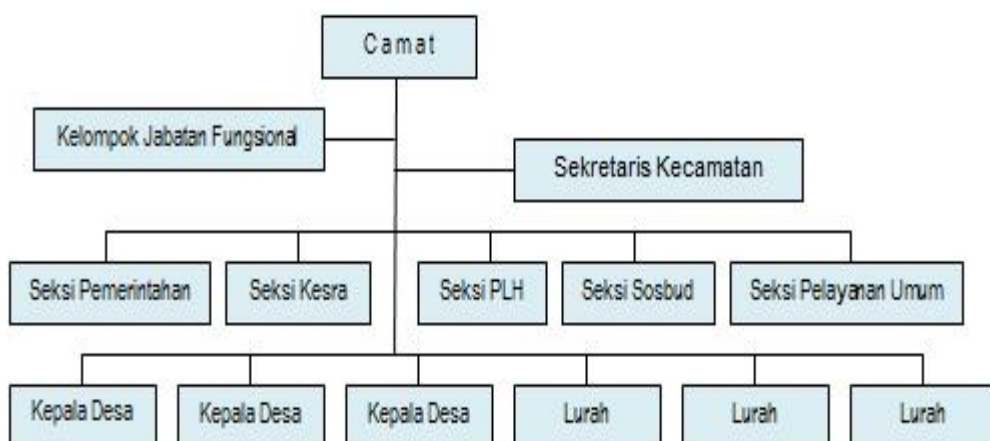 Camat
Kelompok Jabatan Fungsional
Sekretaris Kecamatan
Seksi Pemerintahan
Seksi Kesra
Seksi PLH
Seksi Sosbud
Seksi Pelayanan Umum
Kepala Desa
Kepala Desa
Kepala Desa
Lurah
Lurah
Lurah